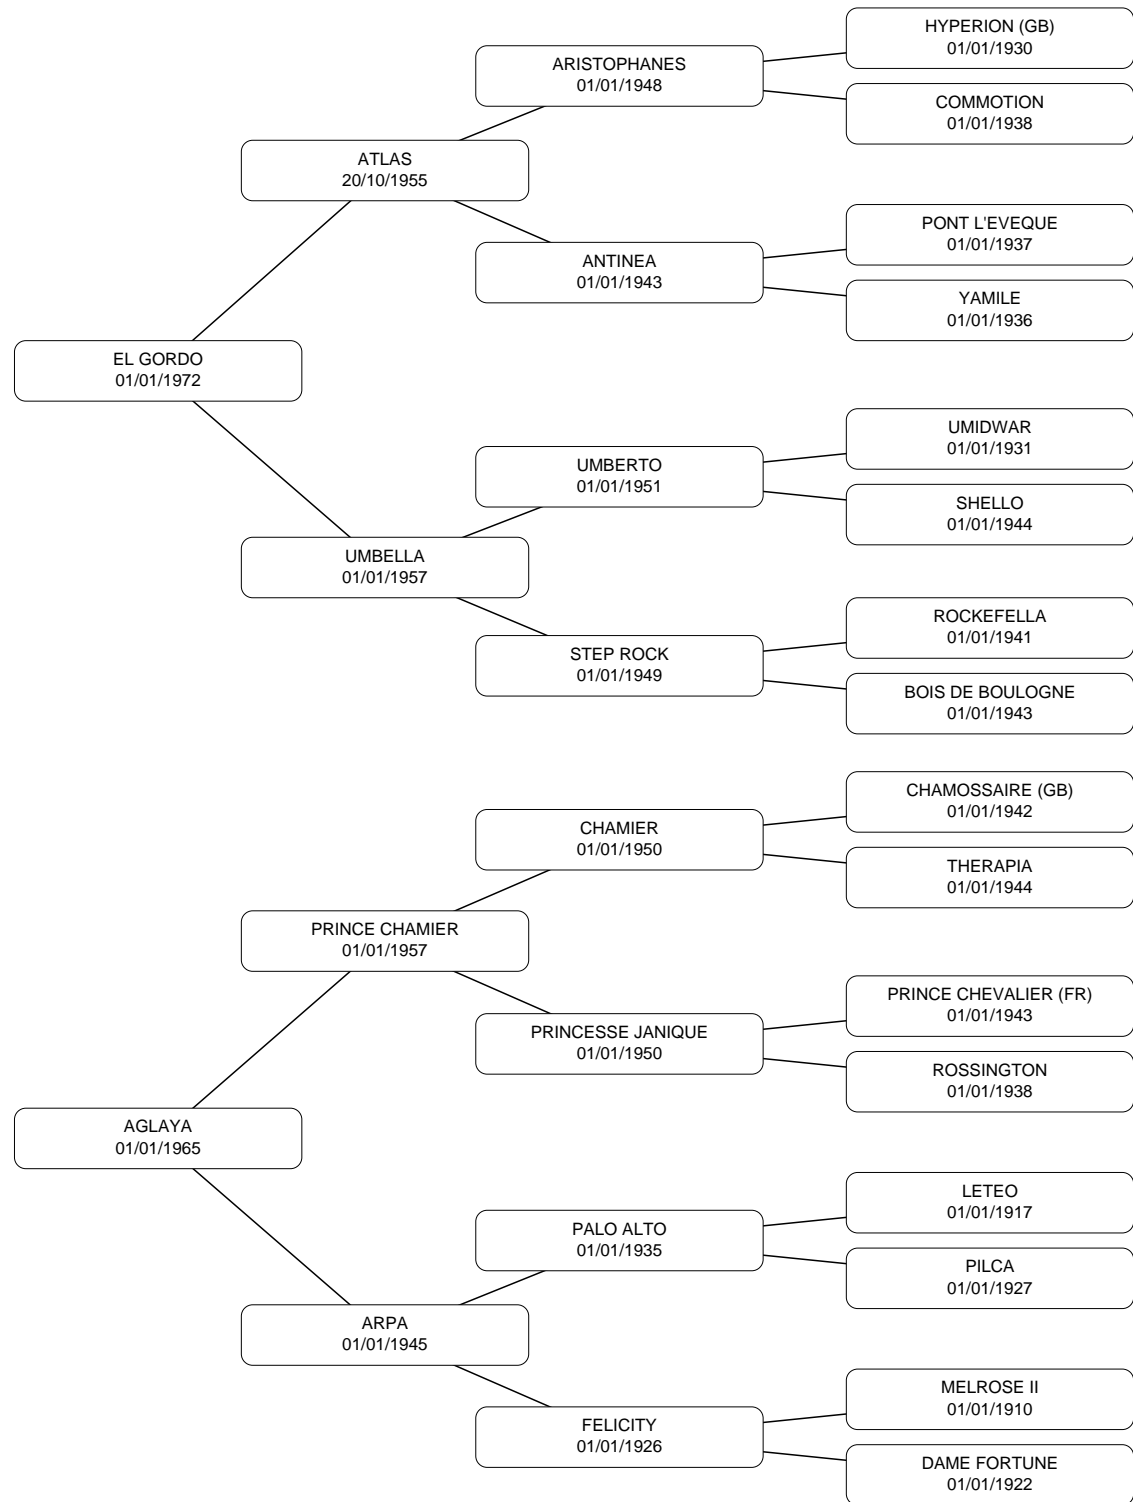 HYPERION (GB)
01/01/1930
ARISTOPHANES
01/01/1948
COMMOTION
01/01/1938
ATLAS
20/10/1955
PONT L'EVEQUE
01/01/1937
ANTINEA
01/01/1943
YAMILE
01/01/1936
EL GORDO
01/01/1972
UMIDWAR
01/01/1931
UMBERTO
01/01/1951
SHELLO
01/01/1944
UMBELLA
01/01/1957
ROCKEFELLA
01/01/1941
STEP ROCK
01/01/1949
BOIS DE BOULOGNE
01/01/1943
CHAMOSSAIRE (GB)
01/01/1942
CHAMIER
01/01/1950
THERAPIA
01/01/1944
PRINCE CHAMIER
01/01/1957
PRINCE CHEVALIER (FR)
01/01/1943
PRINCESSE JANIQUE
01/01/1950
ROSSINGTON
01/01/1938
AGLAYA
01/01/1965
LETEO
01/01/1917
PALO ALTO
01/01/1935
PILCA
01/01/1927
ARPA
01/01/1945
MELROSE II
01/01/1910
FELICITY
01/01/1926
DAME FORTUNE
01/01/1922